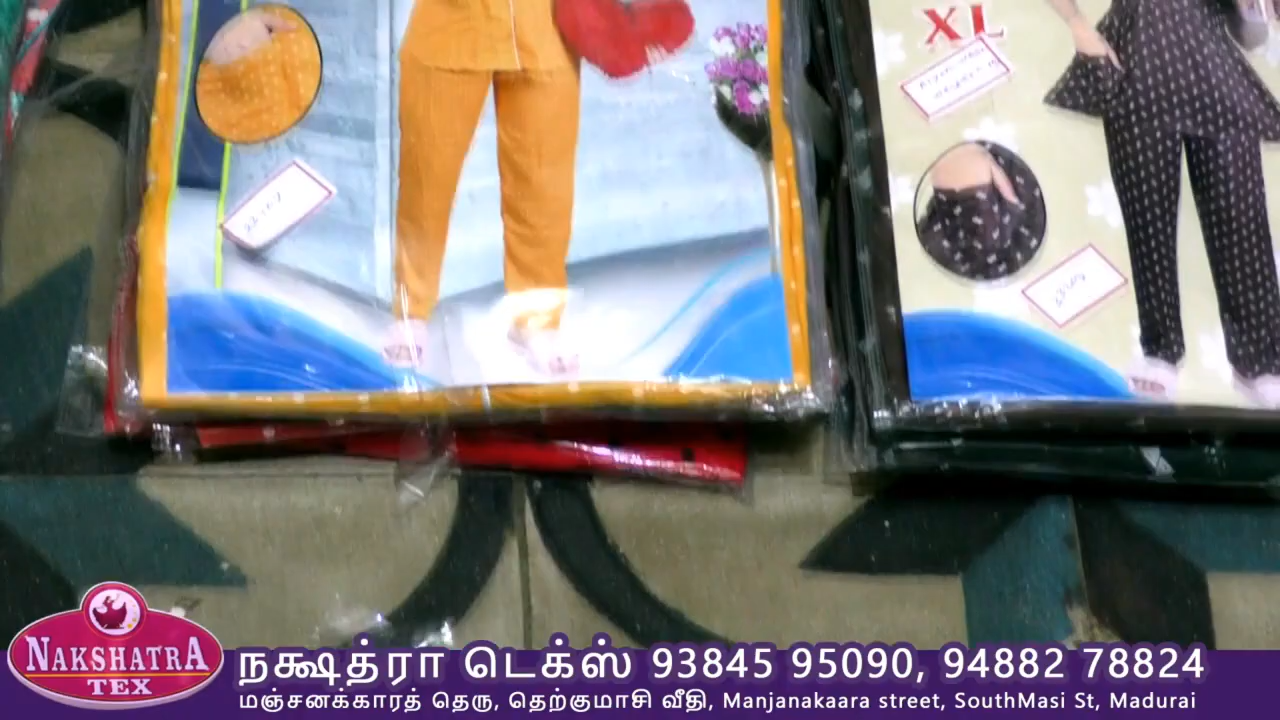 XL
NAKSHATRA
TEX
நக்ஷத்ரா டெக்ஸ் 93845 95090, 94882 78824
மஞ்சனக்காரத் தெரு, தெற்குமாசி வீதி, Manjanakaara street, SouthMasi St, Madurai